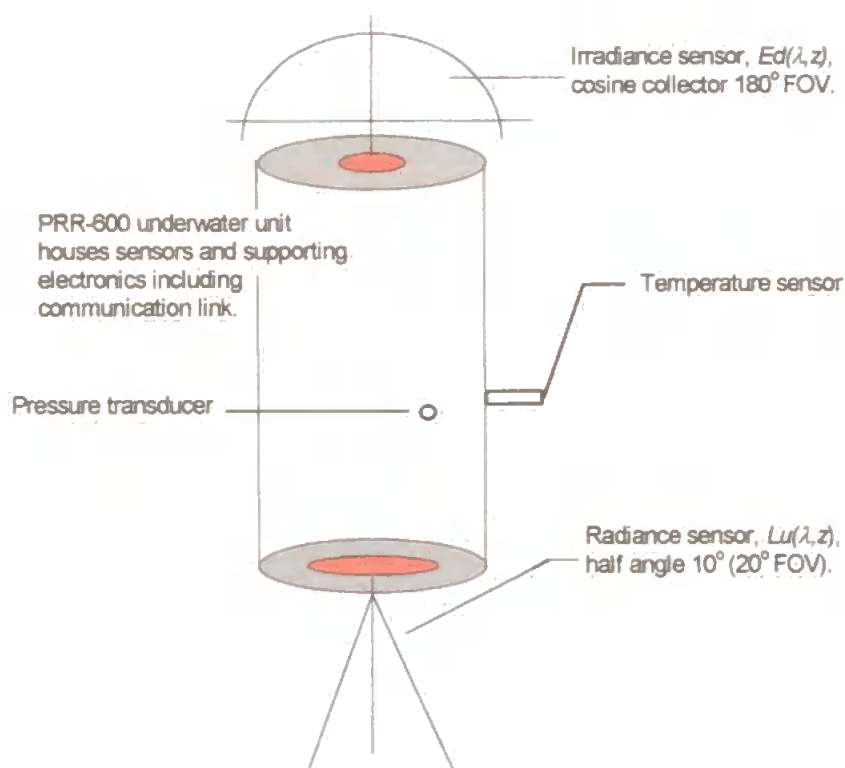 Irradiance sensor, Ed(λ,z),
cosine collector 180° FOV.
PRR-600 underwater unit
houses sensors and supporting
electronics including
communication link.
Temperature sensor
Pressure transducer
Radiance sensor, Lu(λ,z),
half angle 10° (20° FOV).